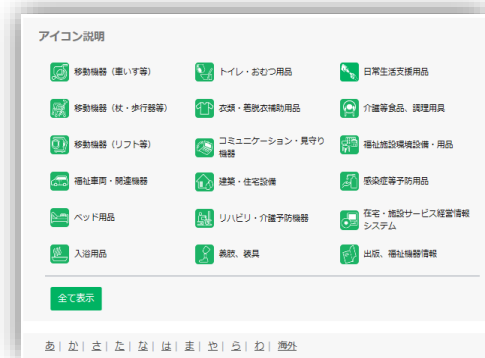 アイコン説明
移動機器（車いす等）
トイレ・おむつ用品
日常生活支援用品
移動機器（杖・歩行器等）
衣類・着脱衣補助用品
介護等食品、調理用具
移動機器（リフト等）
コミュニケーション・見守り
機器
福祉施設環境設備・用品
福祉車両・関連機器
建築・住宅設備
感染症等予防用品
ベッド用品
リハビリ・介護予防機器
在宅・施設サービス経営情報
システム
入浴用品
義肢、装具
出版、福祉機器情報
全て表示
あ | か | さ | た | な | は | ま | や | ら | わ | 海外